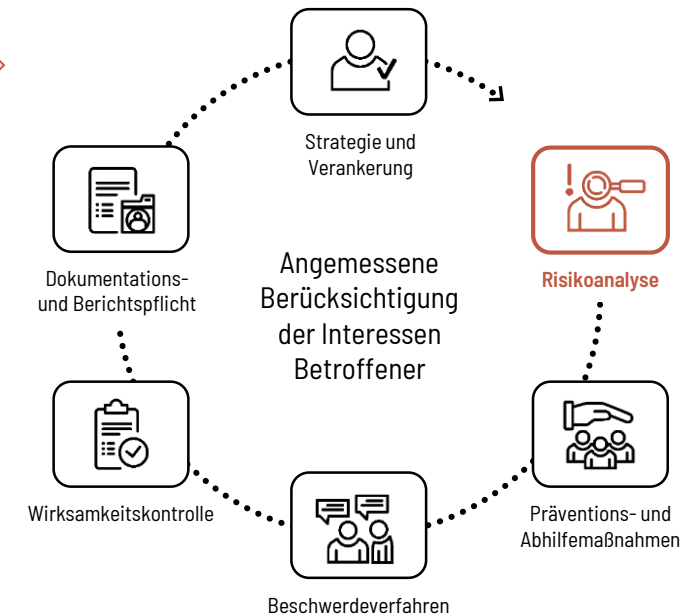 Strategie und
Verankerung
Risikoanalyse
Dokumentations-
und Berichtspflicht
Angemessene
Berücksichtigung
der Interessen
Betroffener
Präventions- und
Abhilfemaßnahmen
Wirksamkeitskontrolle
Beschwerdeverfahren